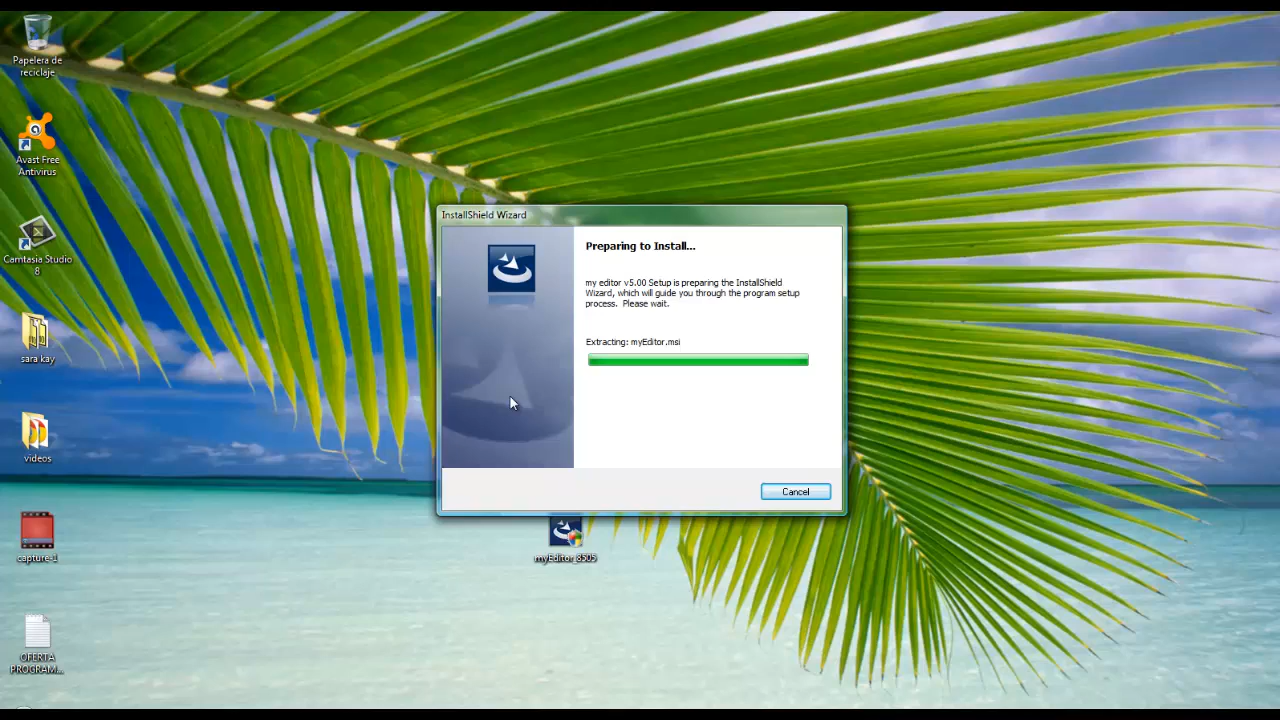 Papelera de
reciclaje
Avast Free
Antivirus
Camtasia Studio
8
sara kay
videos
capture-1
OFERTA
PROGRAM...
InstallShield Wizard
Preparing to Install...
my editor v5.00 Setup is preparing the InstallShield
Wizard, which will guide you through the program setup
process. Please wait.
Extracting: myEditor.msi
Cancel
myEditor_8505